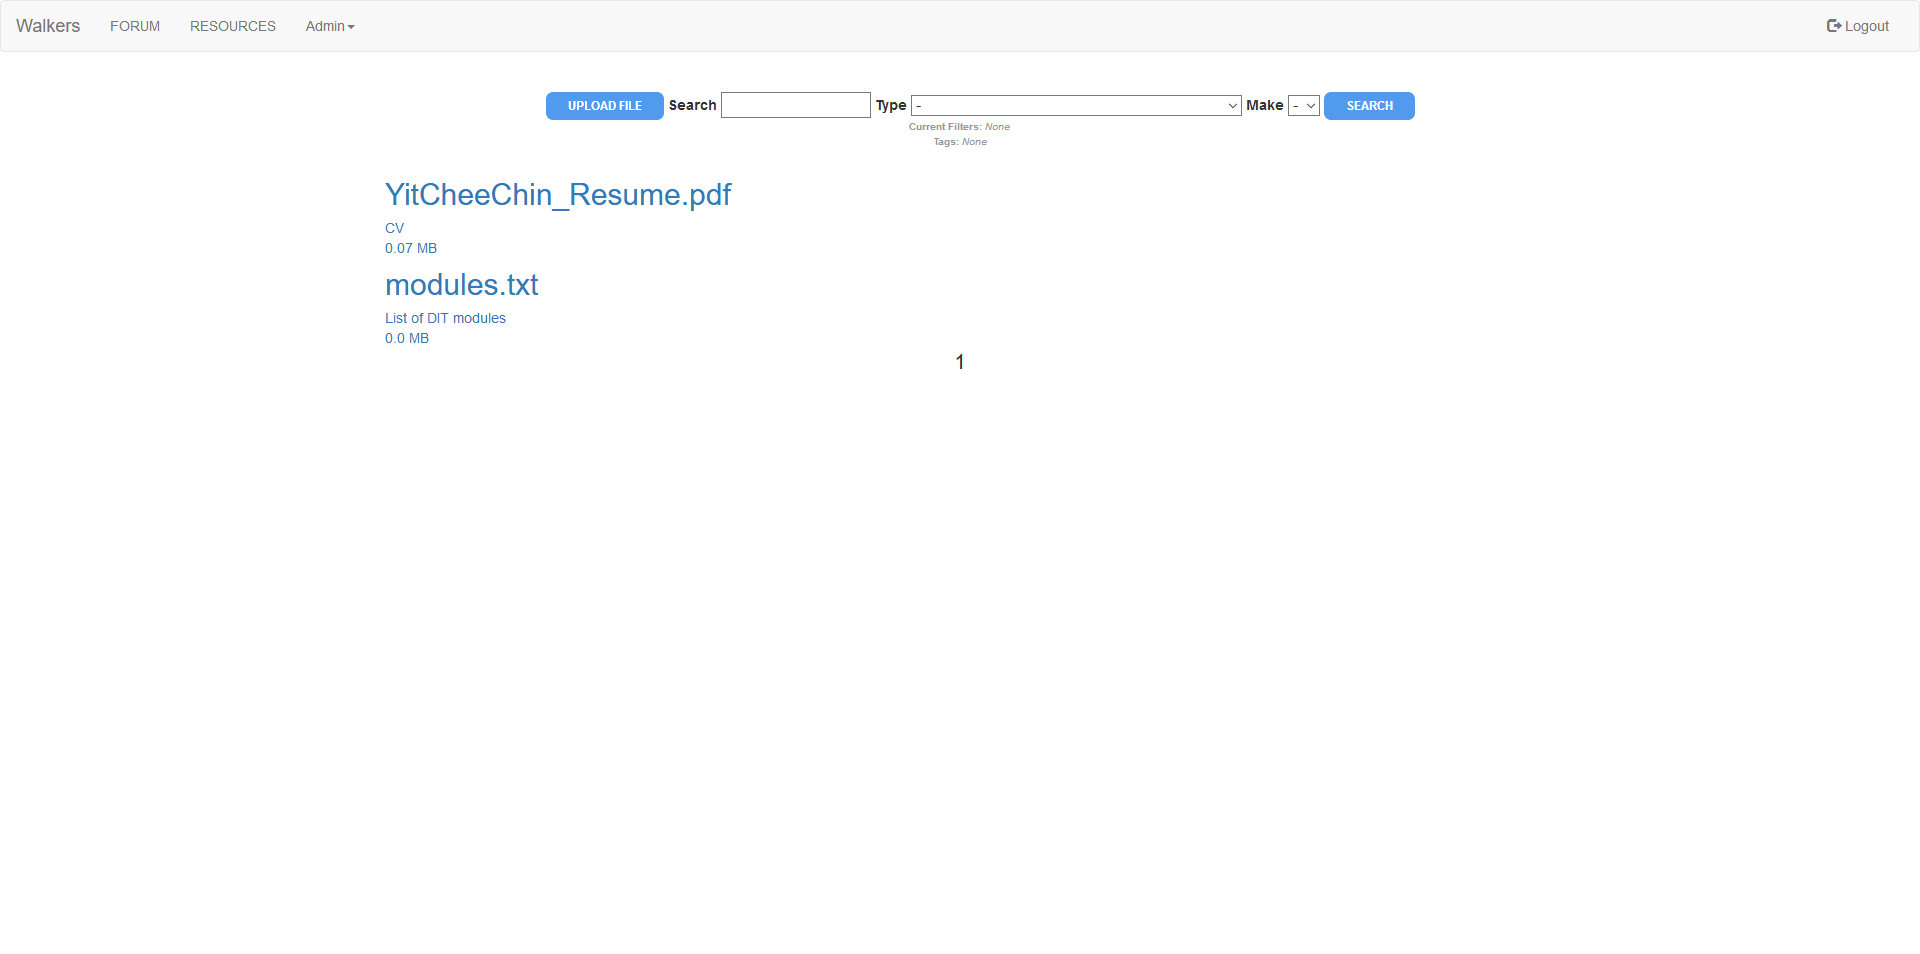 Walkers FORUM RESOURCES Admin Logout
UPLOAD FILE Search Type - Make - SEARCH
Current Filters: None
Tags: None
YitCheeChin_Resume.pdf
CV
0.07 MB
modules.txt
List of DIT modules
0.0 MB
1